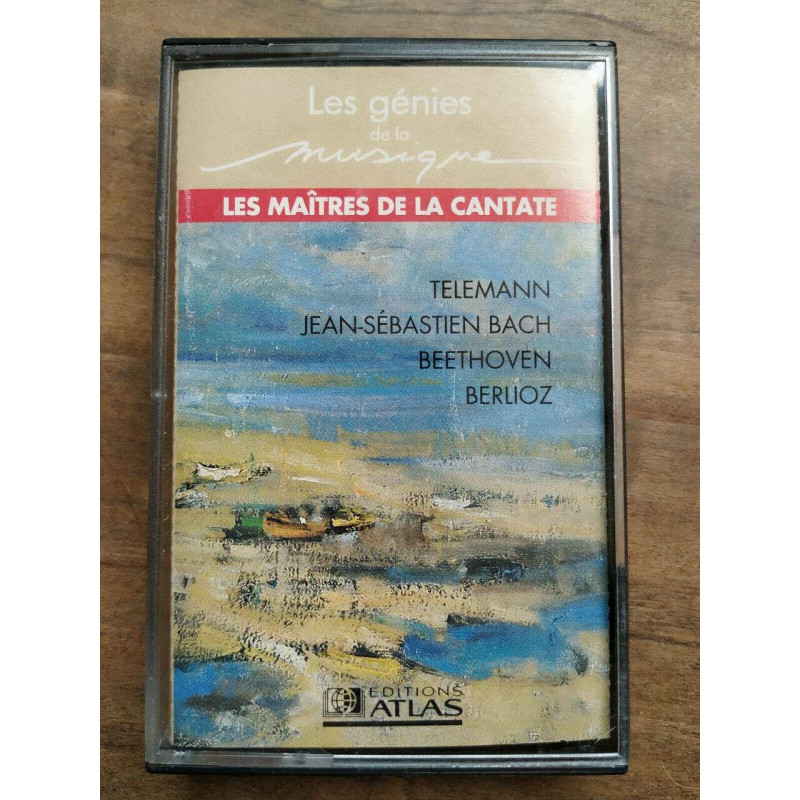 Les génies
de la
musique
LES MAÎTRES DE LA CANTATE
TELEMANN
JEAN-SÉBASTIEN BACH
BEETHOVEN
BERLIOZ
EDITIONS
ATLAS